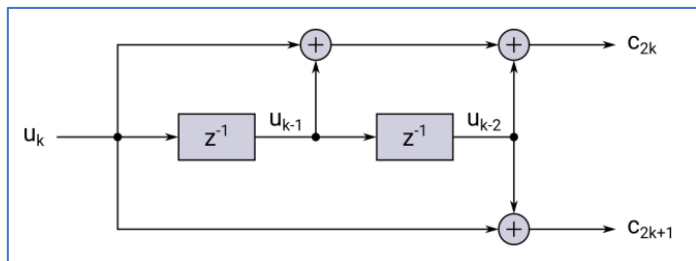 + + c₂ₖ
uₖ z⁻¹ uₖ₋₁ z⁻¹ uₖ₋₂
+ c₂ₖ₊₁